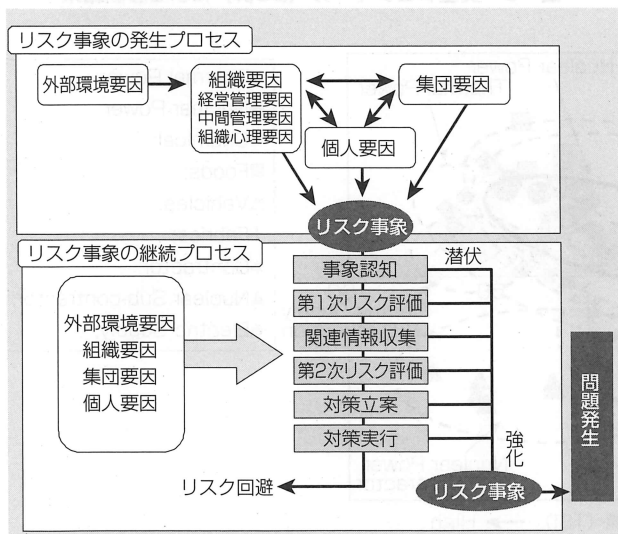 リスク事象の発生プロセス
外部環境要因
組織要因
経営管理要因
中間管理要因
組織心理要因
集団要因
個人要因
リスク事象
リスク事象の継続プロセス
外部環境要因
組織要因
集団要因
個人要因
事象認知
第1次リスク評価
関連情報収集
第2次リスク評価
対策立案
対策実行
潜伏
強化
リスク回避
リスク事象
問題発生